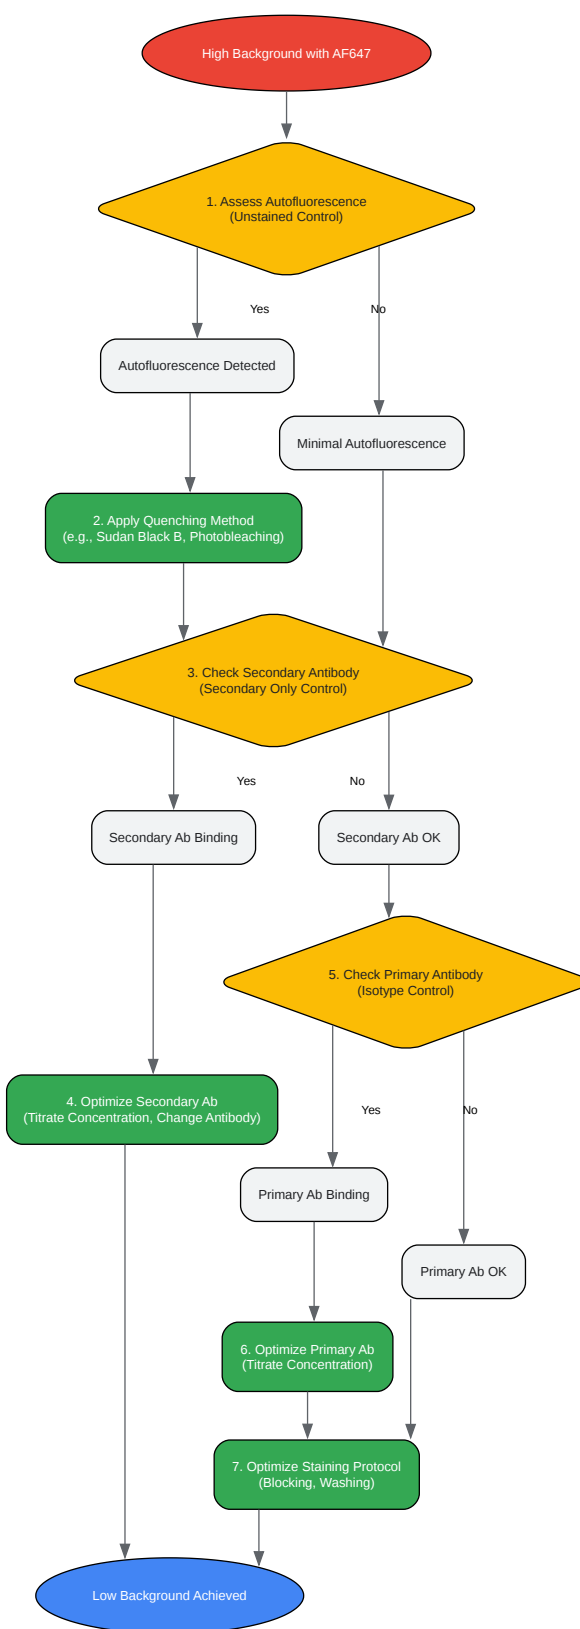 High Background with AF647
1. Assess Autofluorescence
(Unstained Control)
Yes
No
Autofluorescence Detected
Minimal Autofluorescence
2. Apply Quenching Method
(e.g., Sudan Black B, Photobleaching)
3. Check Secondary Antibody
(Secondary Only Control)
Yes
No
Secondary Ab Binding
Secondary Ab OK
5. Check Primary Antibody
(Isotype Control)
4. Optimize Secondary Ab
(Titrate Concentration, Change Antibody)
Yes
No
Primary Ab Binding
Primary Ab OK
6. Optimize Primary Ab
(Titrate Concentration)
7. Optimize Staining Protocol
(Blocking, Washing)
Low Background Achieved